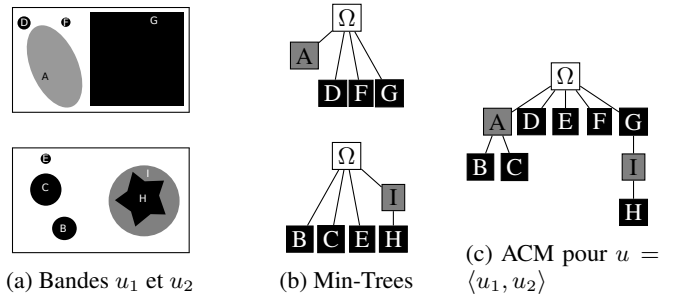 D F G
A
E
C I
H
B
(a) Bandes u₁ et u₂
Ω
A
D F G
Ω
I
B C E H
(b) Min-Trees
Ω
A D E F G
B C I
H
(c) ACM pour u =
⟨u₁, u₂⟩